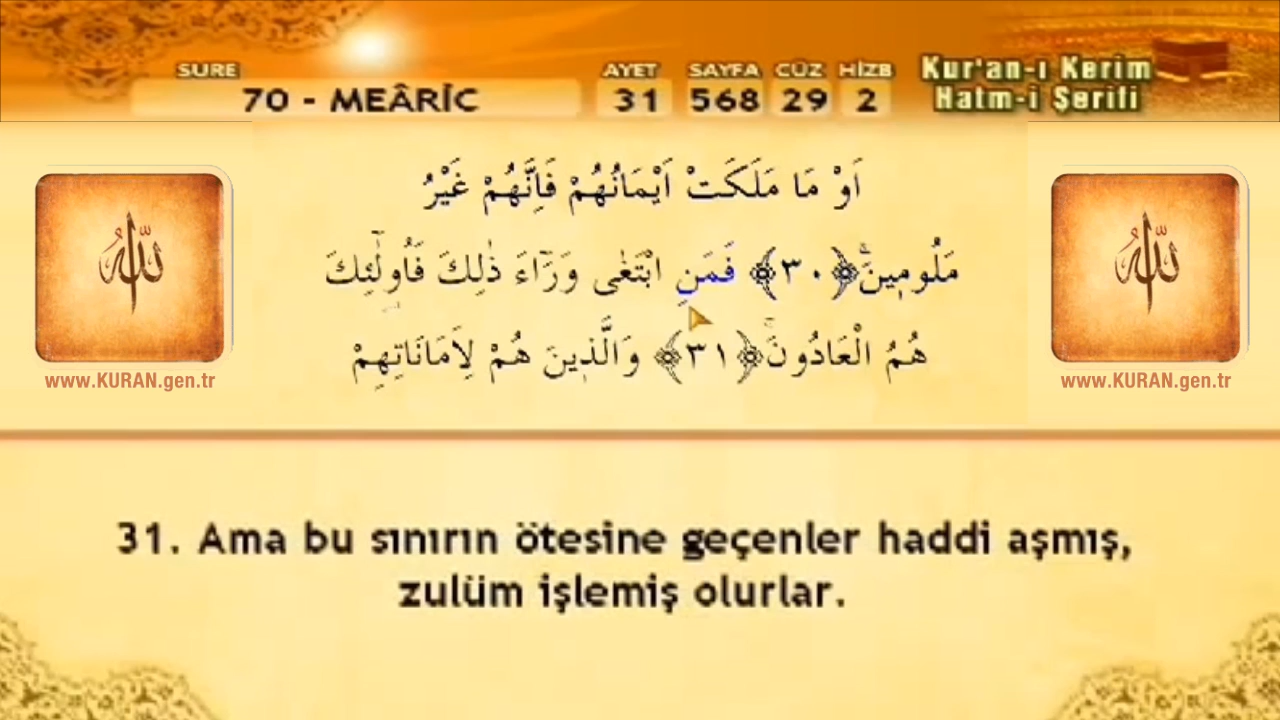 SURE AYET SAYFA CÜZ HİZB
70 - MEÂRİC 31 568 29 2
Kur'an-ı Kerim
Hatm-i Şerifi
اَوْ مَا مَلَكَتْ اَيْمَانُهُمْ فَاِنَّهُمْ غَيْرُ
مَلُومٖينَۚ ﴿٣٠﴾ فَمَنِ ابْتَغٰى وَرَٓاءَ ذٰلِكَ فَاُو۬لٰٓئِكَ
هُمُ الْعَادُونَۚ ﴿٣١﴾ وَالَّذٖينَ هُمْ لِاَمَانَاتِهِمْ
الله
www.KURAN.gen.tr
الله
www.KURAN.gen.tr
31. Ama bu sınırın ötesine geçenler haddi aşmış,
zulüm işlemiş olurlar.